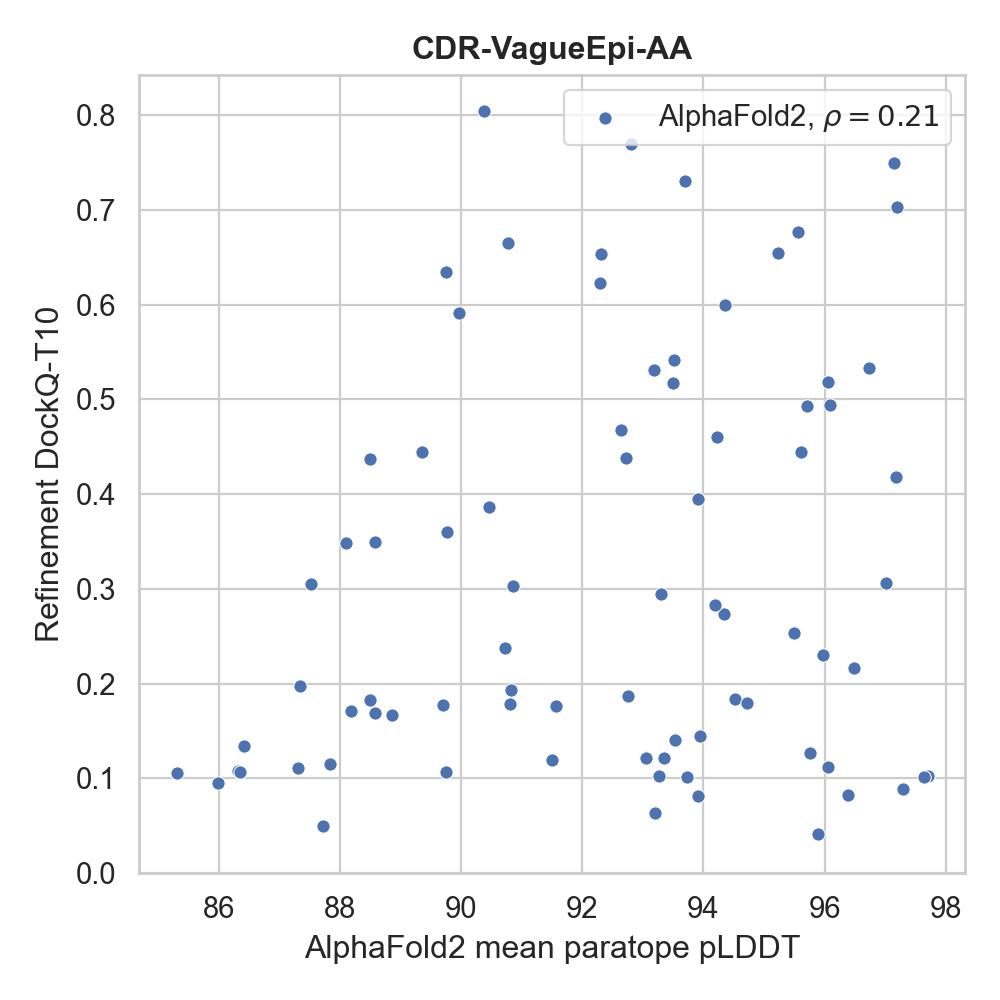 CDR-VagueEpi-AA
AlphaFold2, ρ = 0.21
Refinement DockQ-T10
0.8
0.7
0.6
0.5
0.4
0.3
0.2
0.1
0.0
86 88 90 92 94 96 98
AlphaFold2 mean paratope pLDDT